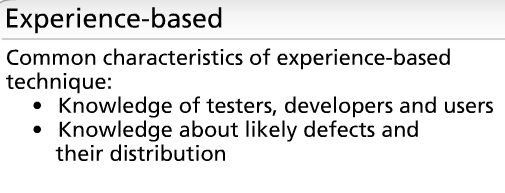 Experience-based
Common characteristics of experience-based
technique:
• Knowledge of testers, developers and users
• Knowledge about likely defects and
their distribution